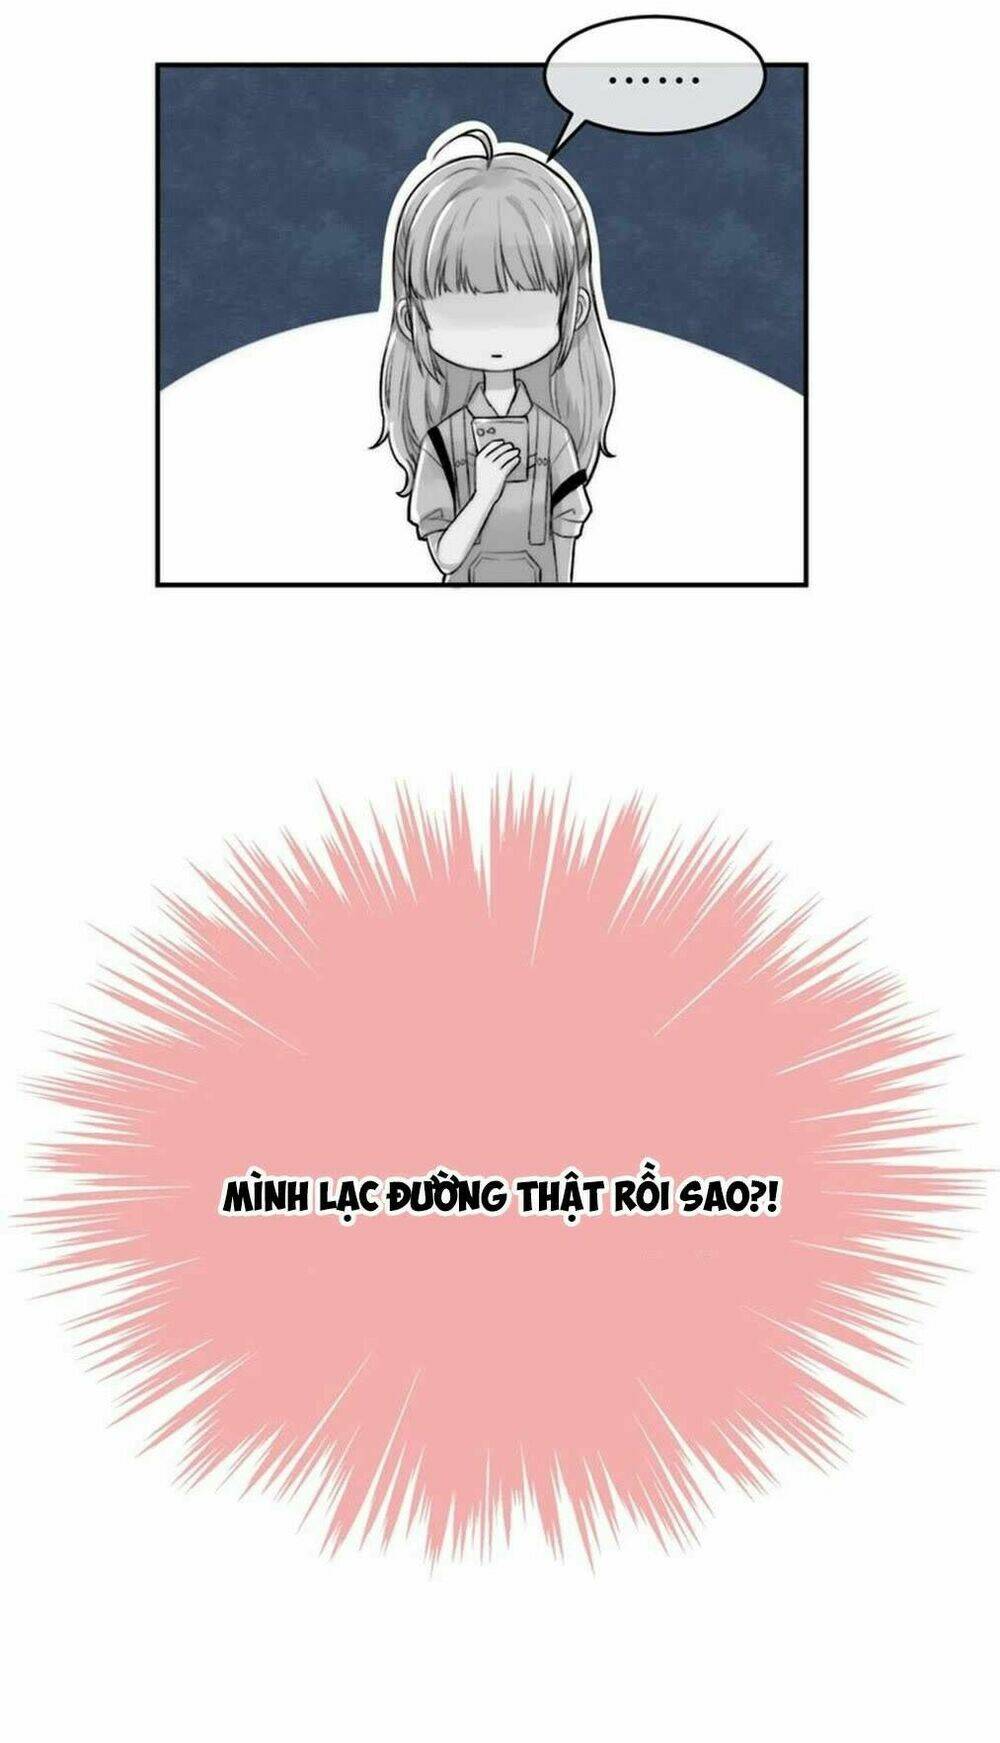 ......
MÌNH LẠC ĐƯỜNG THẬT RỒI SAO?!